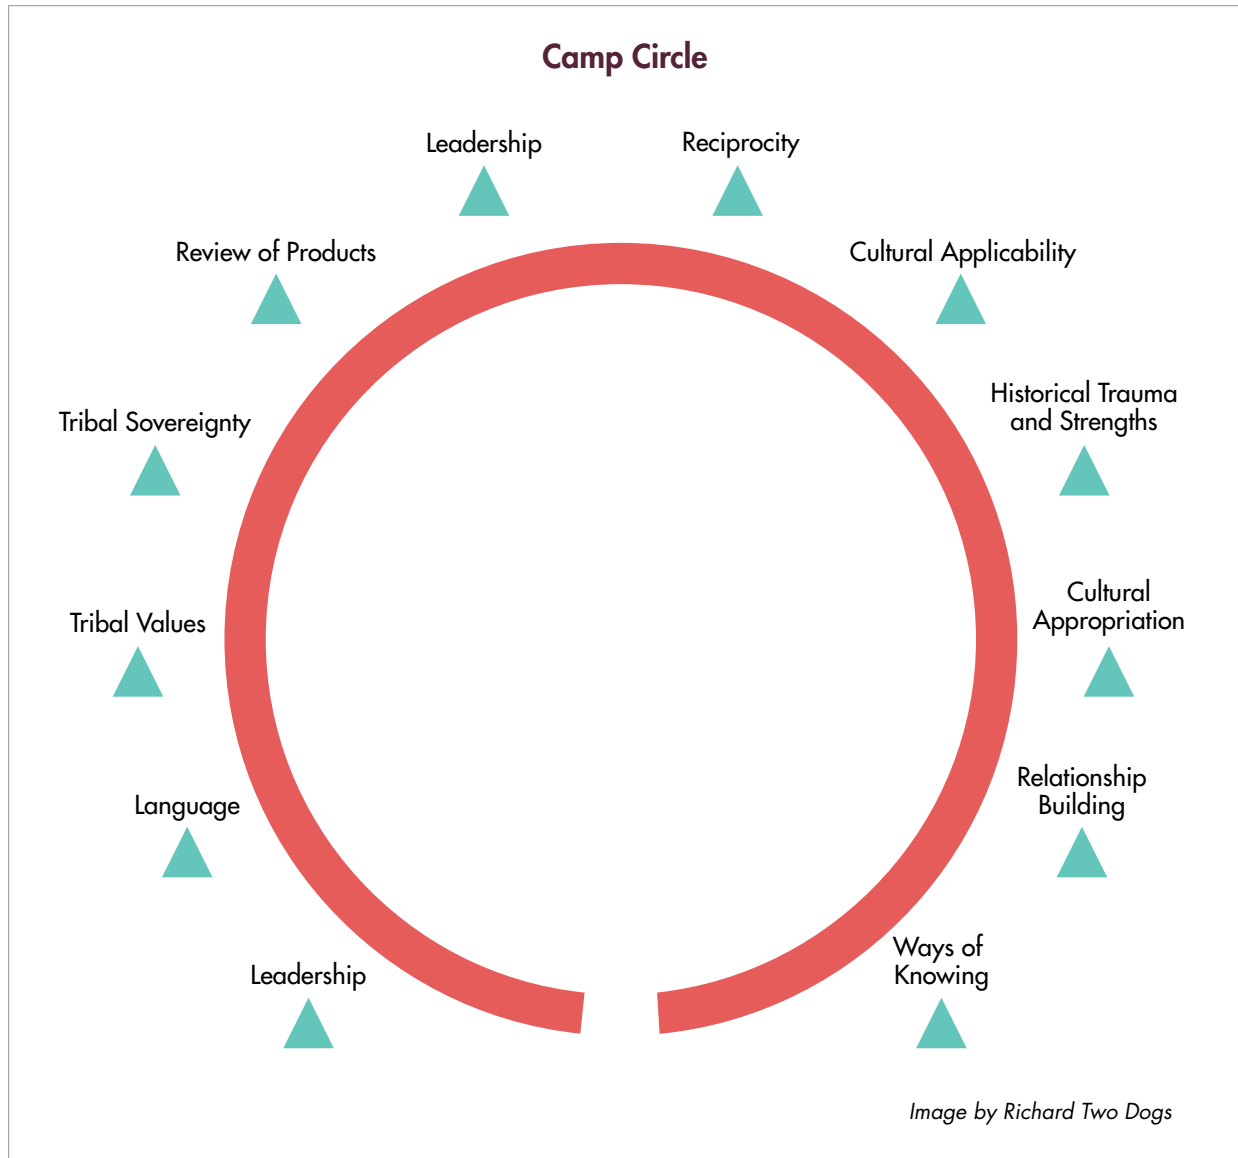 Camp Circle
Leadership
Reciprocity
Review of Products
Cultural Applicability
Tribal Sovereignty
Historical Trauma
and Strengths
Tribal Values
Cultural
Appropriation
Language
Relationship
Building
Leadership
Ways of
Knowing
Image by Richard Two Dogs